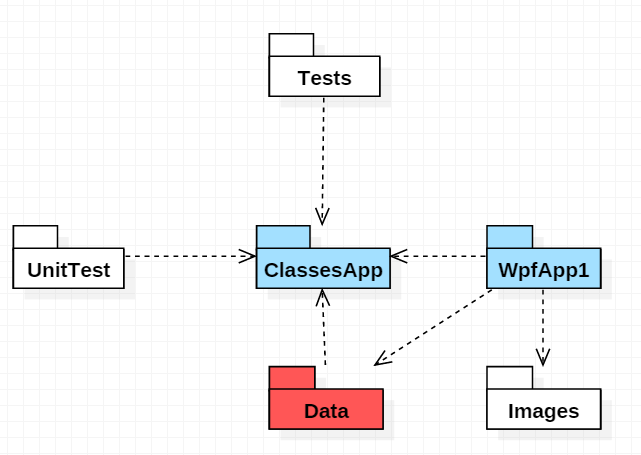 Tests
UnitTest
ClassesApp
WpfApp1
Data
Images